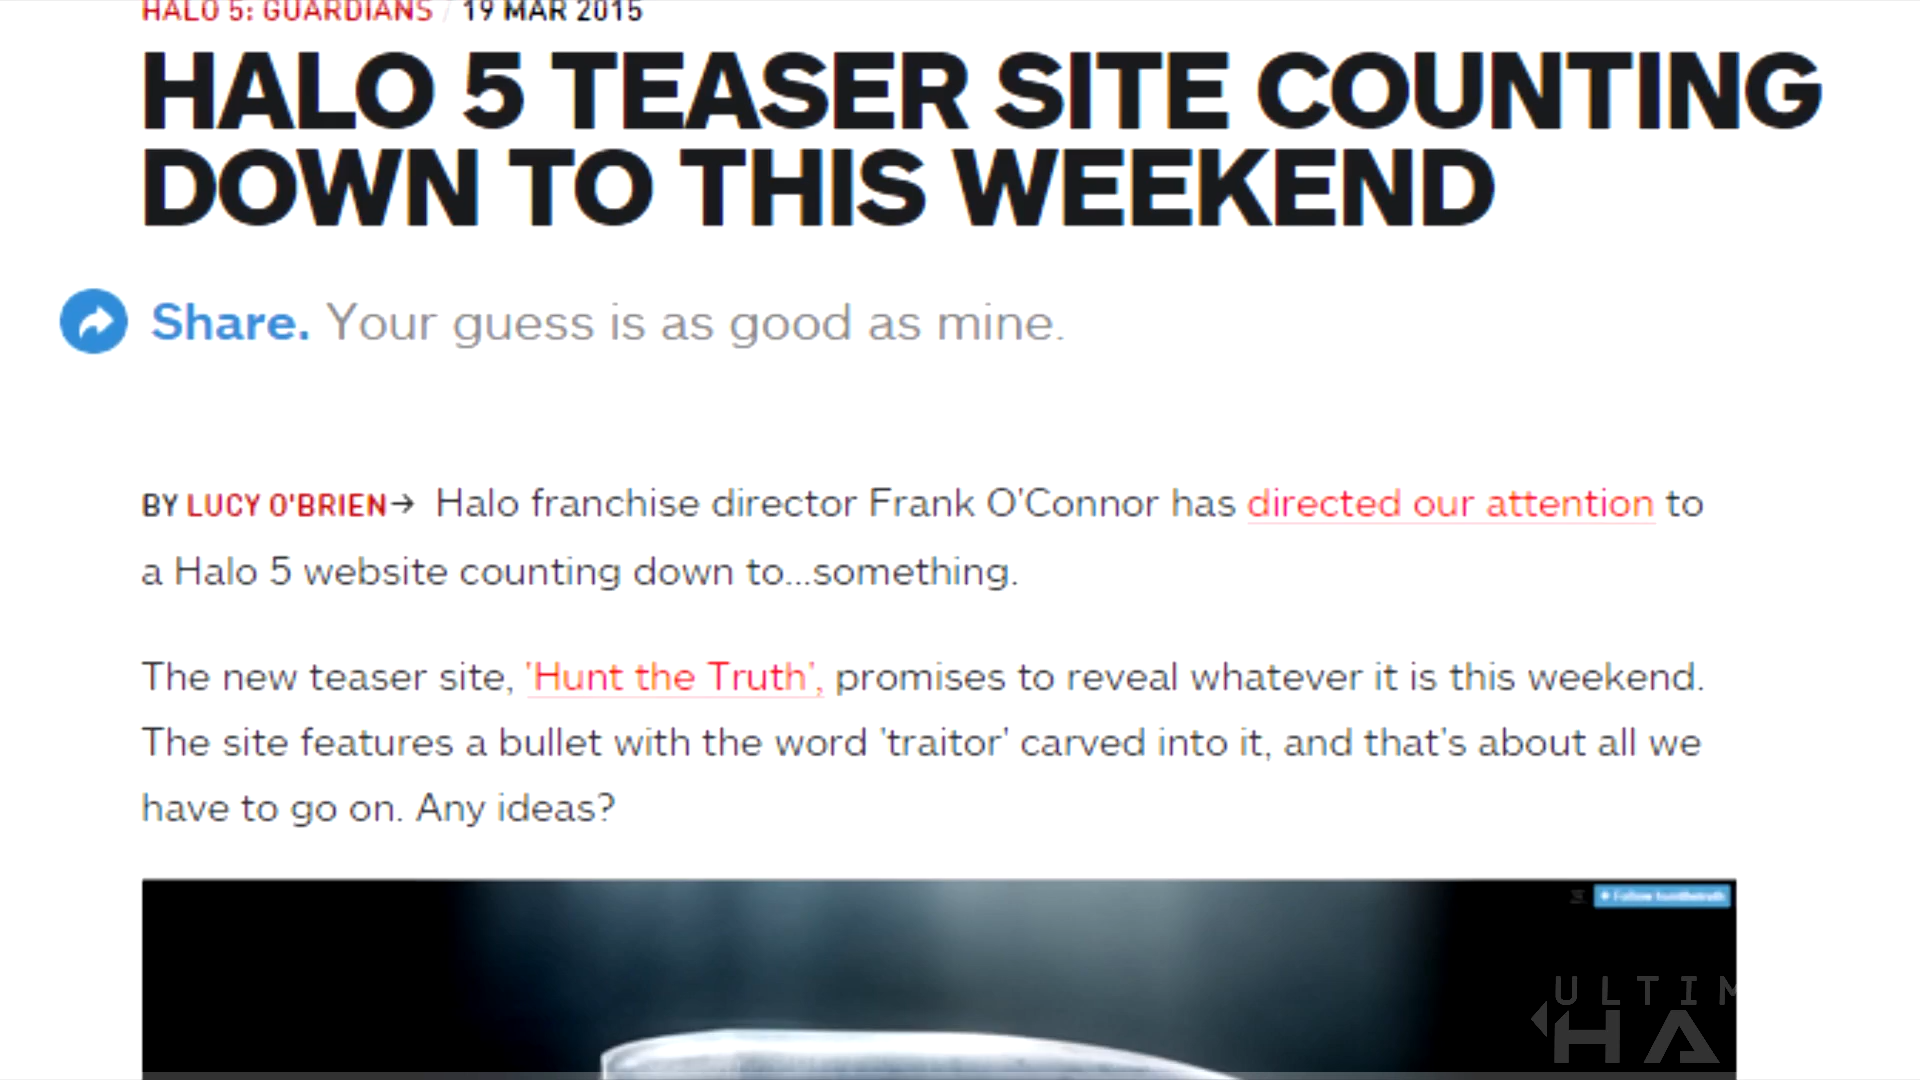 HALO 5: GUARDIANS / 19 MAR 2015
HALO 5 TEASER SITE COUNTING
DOWN TO THIS WEEKEND
Share. Your guess is as good as mine.
BY LUCY O'BRIEN→ Halo franchise director Frank O'Connor has directed our attention to
a Halo 5 website counting down to...something.
The new teaser site, 'Hunt the Truth', promises to reveal whatever it is this weekend.
The site features a bullet with the word 'traitor' carved into it, and that's about all we
have to go on. Any ideas?
+ Follow huntthetruth
ULTIM
HA